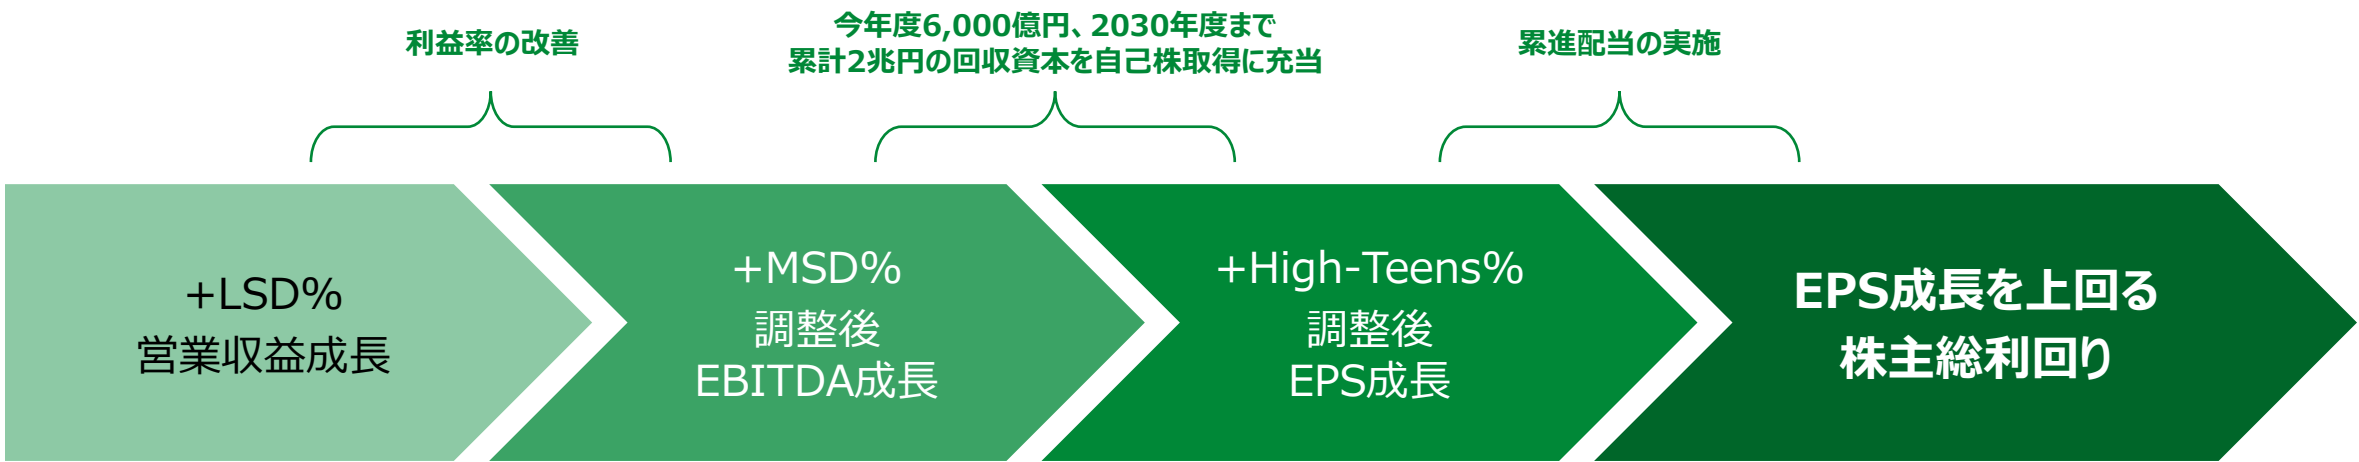 利益率の改善
今年度6,000億円、2030年度まで
累計2兆円の回収資本を自己株取得に充当
累進配当の実施
+LSD%
営業収益成長
+MSD%
調整後
EBITDA成長
+High-Teens%
調整後
EPS成長
EPS成長を上回る
株主総利回り